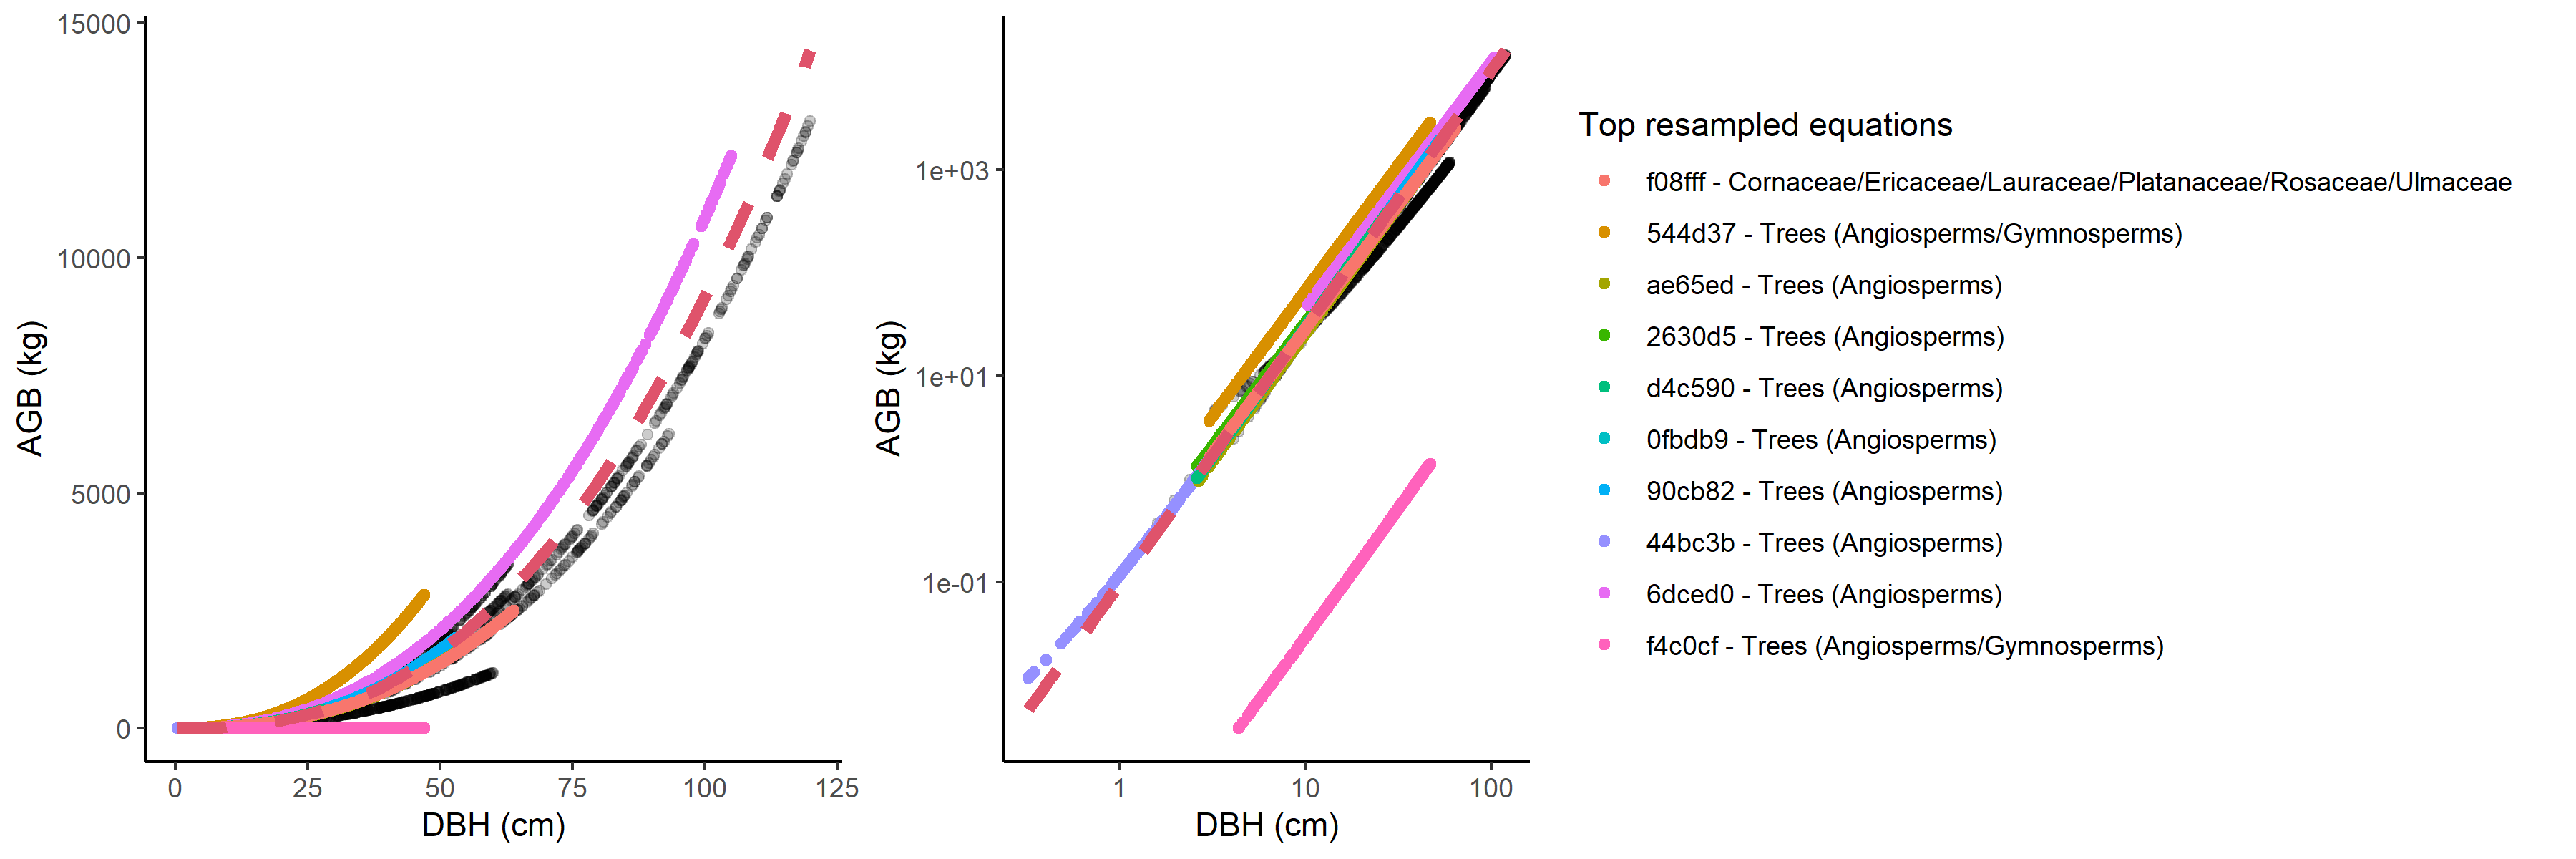 15000
10000
5000
0
AGB (kg)
0 25 50 75 100 125
DBH (cm)
1e+03
1e+01
1e-01
AGB (kg)
1 10 100
DBH (cm)
Top resampled equations
f08fff - Cornaceae/Ericaceae/Lauraceae/Platanaceae/Rosaceae/Ulmaceae
544d37 - Trees (Angiosperms/Gymnosperms)
ae65ed - Trees (Angiosperms)
2630d5 - Trees (Angiosperms)
d4c590 - Trees (Angiosperms)
0fbdb9 - Trees (Angiosperms)
90cb82 - Trees (Angiosperms)
44bc3b - Trees (Angiosperms)
6dced0 - Trees (Angiosperms)
f4c0cf - Trees (Angiosperms/Gymnosperms)